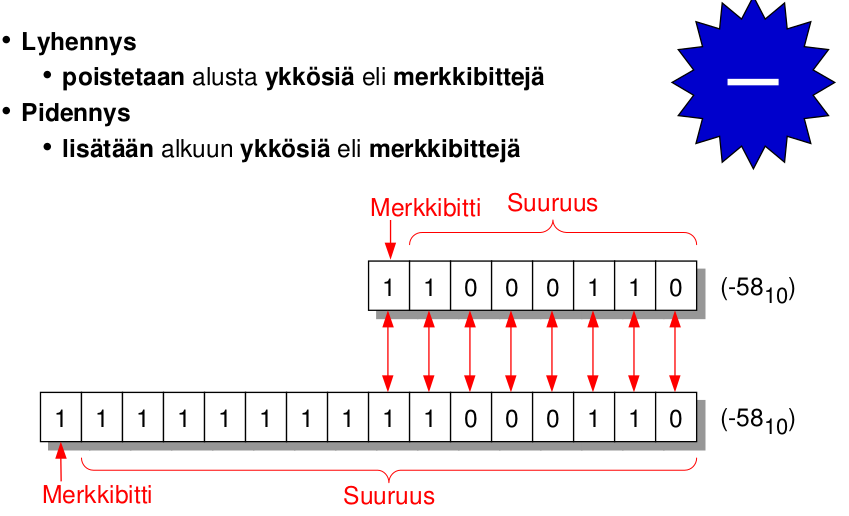 • Lyhennys
• poistetaan alusta ykkösiä eli merkkibittejä
• Pidennys
• lisätään alkuun ykkösiä eli merkkibittejä
Merkkibitti Suuruus
1 1 0 0 0 1 1 0 (-58₁₀)
1 1 1 1 1 1 1 1 1 1 0 0 0 1 1 0 (-58₁₀)
Merkkibitti Suuruus